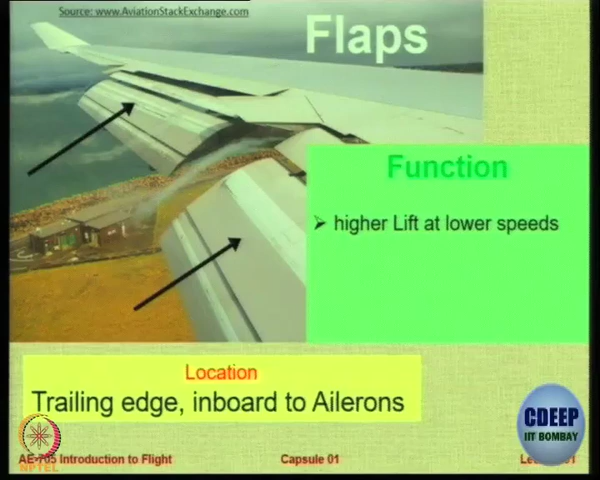 Source: www.AviationStackExchange.com
Flaps
Function
➢ higher Lift at lower speeds
Location
Trailing edge, inboard to Ailerons
CDEEP
IIT BOMBAY
AE-705 Introduction to Flight
Capsule 01
NPTEL